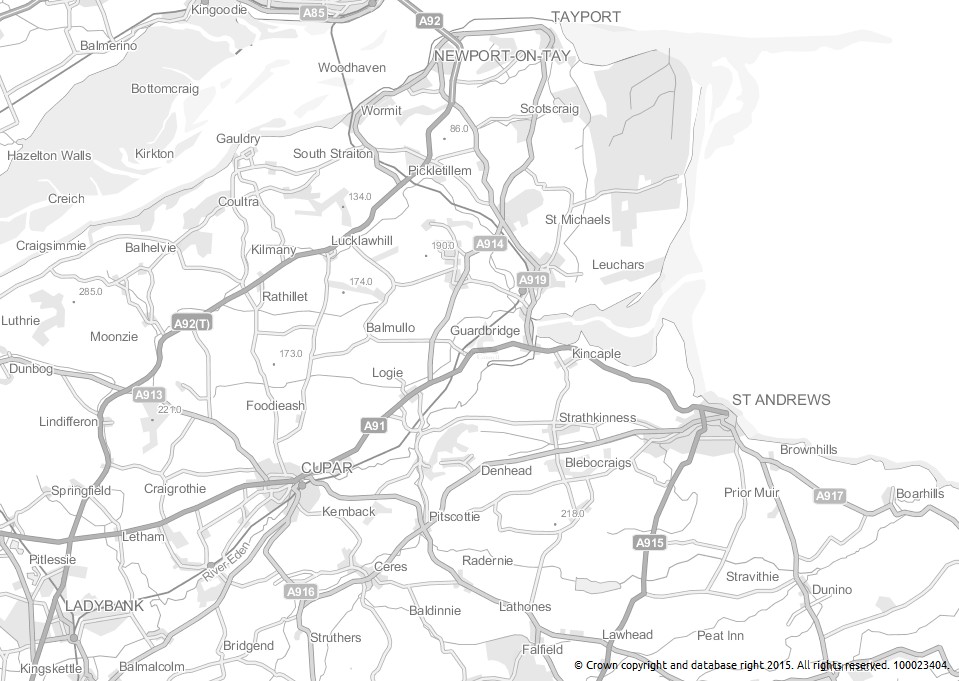 Kingoodie
A85
A92
TAYPORT
Balmerino
NEWPORT-ON-TAY
Woodhaven
Bottomcraig
Wormit
Scotscraig
86.0
Gauldry
Hazelton Walls
Kirkton
South Straiton
Pickletillem
Creich
Coultra
134.0
St Michaels
Craigsimmie
Balhelvie
Kilmany
Lucklawhill
190.0
A914
Leuchars
285.0
174.0
A919
Rathillet
Luthrie
A92(T)
Moonzie
Balmullo
Guardbridge
173.0
Kincaple
Dunbog
Logie
A913
221.0
Foodieash
ST ANDREWS
Lindifferon
A91
Strathkinness
Brownhills
CUPAR
Denhead
Blebocraigs
Springfield
Craigrothie
Prior Muir
A917
Boarhills
Kemback
Pitscottie
218.0
Letham
A915
Pitlessie
River Eden
Ceres
Radernie
Stravithie
Dunino
A916
LADYBANK
Baldinnie
Lathones
Struthers
Lawhead
Peat Inn
Bridgend
Falfield
Kingskettle
Balmalcolm
© Crown copyright and database right 2015. All rights reserved. 100023404.